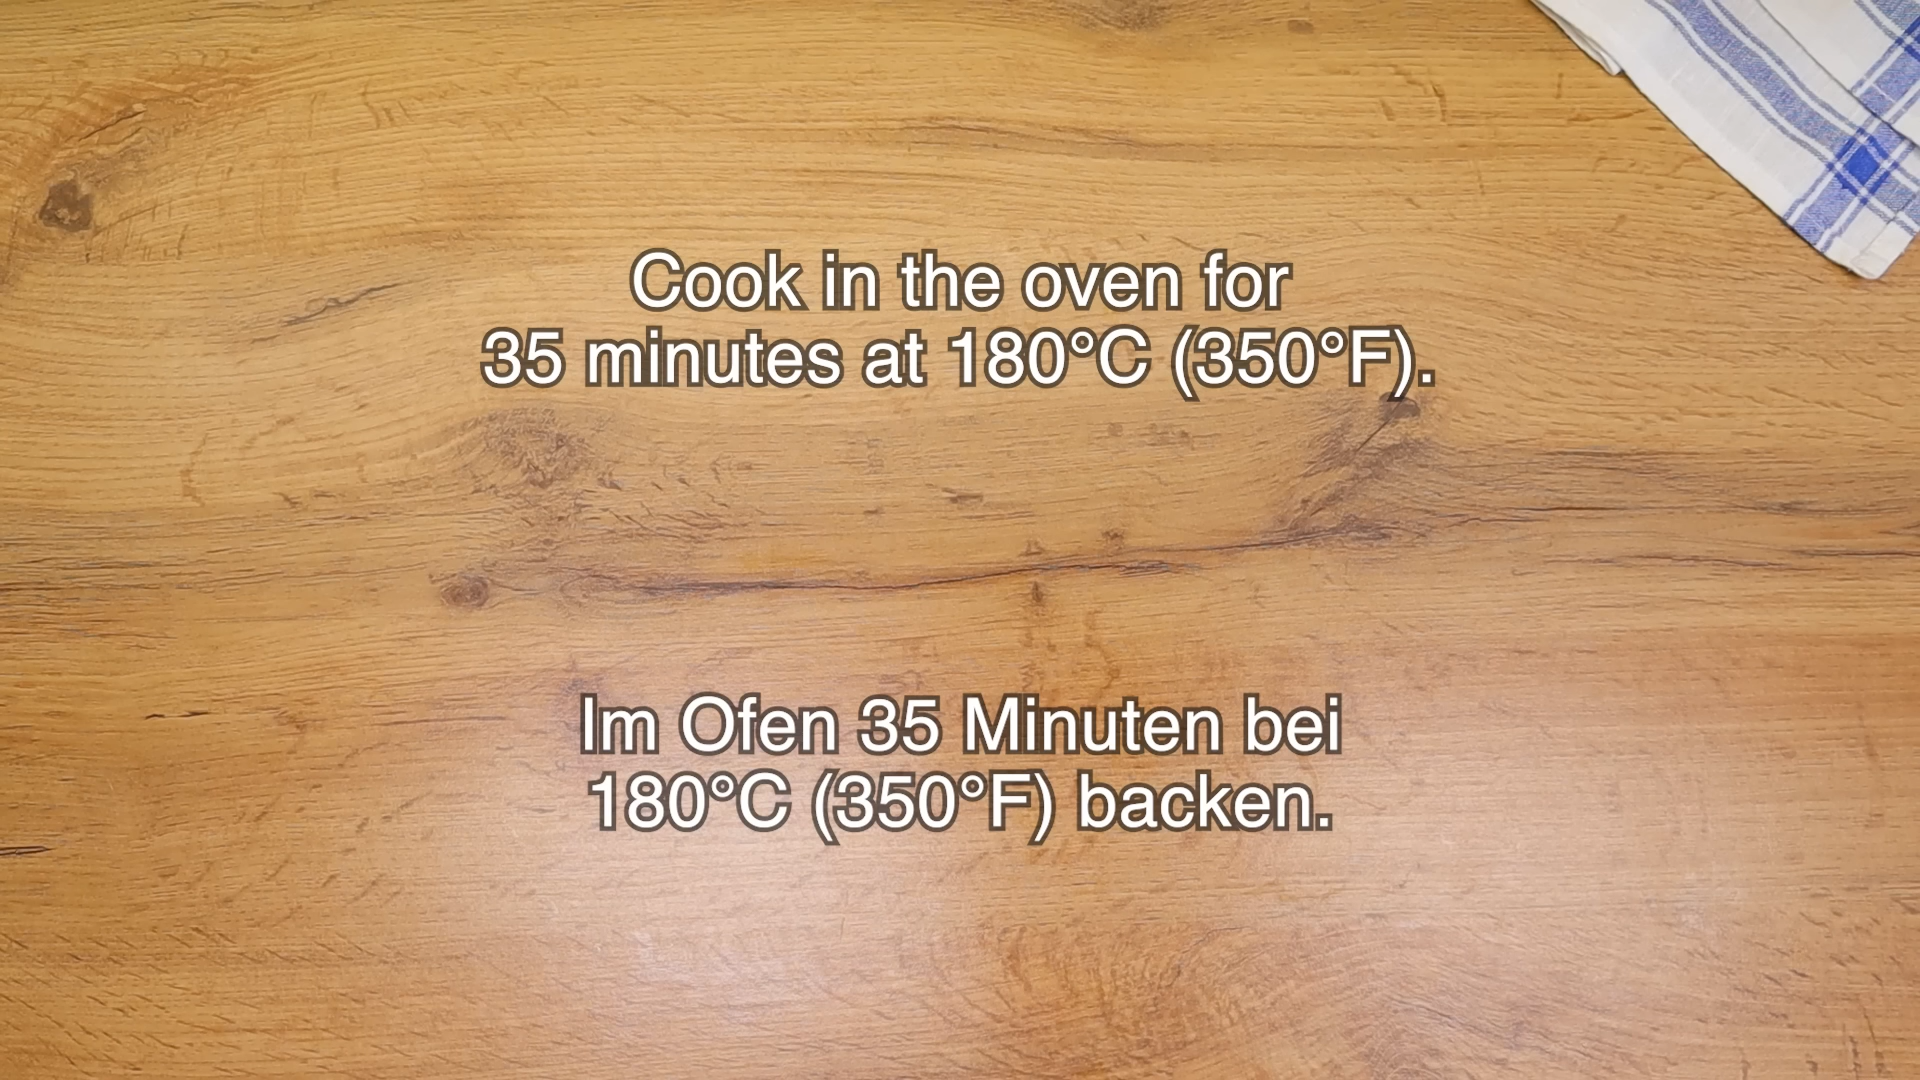 Cook in the oven for
35 minutes at 180°C (350°F).
Im Ofen 35 Minuten bei
180°C (350°F) backen.